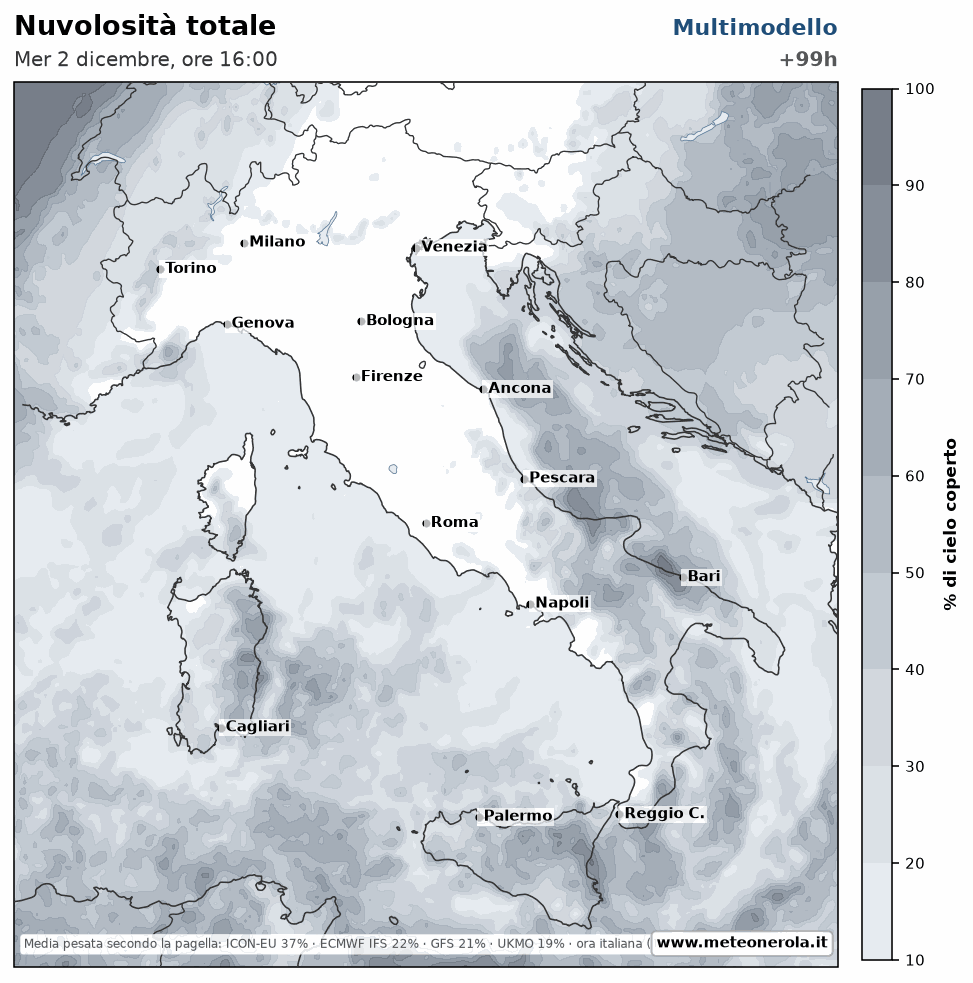 Nuvolosità totale
Multimodello
Mer 2 dicembre, ore 16:00
+99h
100
90
80
70
60
50
40
30
20
10
% di cielo coperto
Milano
Venezia
Torino
Genova
Bologna
Firenze
Ancona
Pescara
Roma
Bari
Napoli
Cagliari
Palermo
Reggio C.
Media pesata secondo la pagella: ICON-EU 37% · ECMWF IFS 22% · GFS 21% · UKMO 19% · ora italiana (
www.meteonerola.it